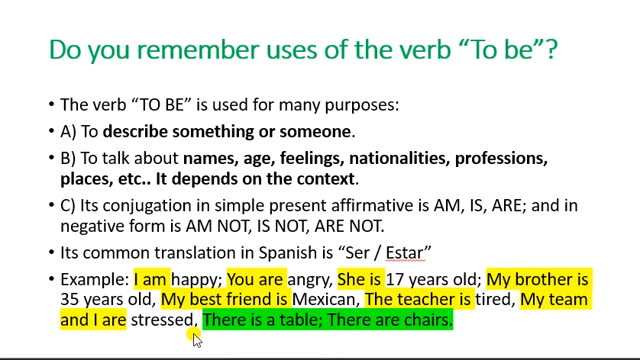 Do you remember uses of the verb “To be”?
• The verb “TO BE” is used for many purposes:
• A) To describe something or someone.
• B) To talk about names, age, feelings, nationalities, professions,
places, etc.. It depends on the context.
• C) Its conjugation in simple present affirmative is AM, IS, ARE; and in
negative form is AM NOT, IS NOT, ARE NOT.
• Its common translation in Spanish is “Ser / Estar”
• Example: I am happy; You are angry, She is 17 years old; My brother is
35 years old, My best friend is Mexican, The teacher is tired, My team
and I are stressed, There is a table; There are chairs.